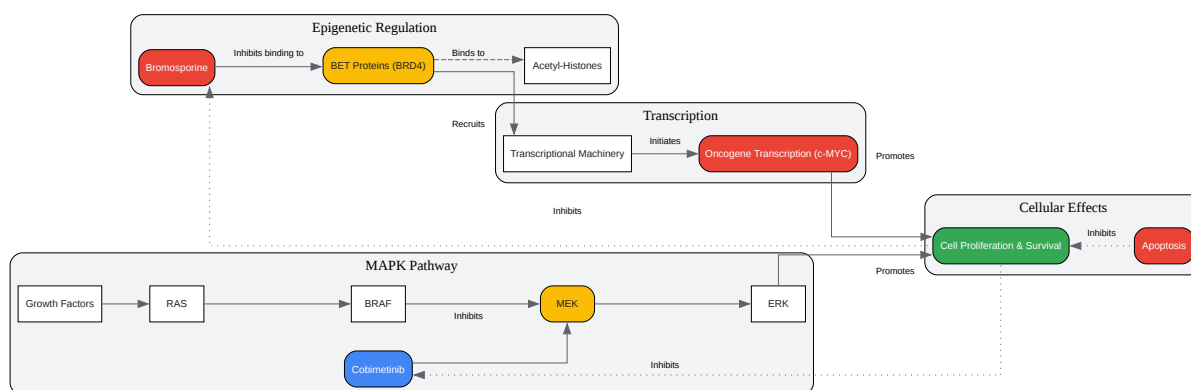 Epigenetic Regulation
Inhibits binding to
Binds to
Bromosporine
BET Proteins (BRD4)
Acetyl-Histones
Recruits
Transcription
Transcriptional Machinery
Initiates
Oncogene Transcription (c-MYC)
Promotes
Inhibits
Cellular Effects
Cell Proliferation & Survival
Inhibits
Apoptosis
Promotes
MAPK Pathway
Growth Factors
RAS
BRAF
Inhibits
MEK
ERK
Cobimetinib
Inhibits